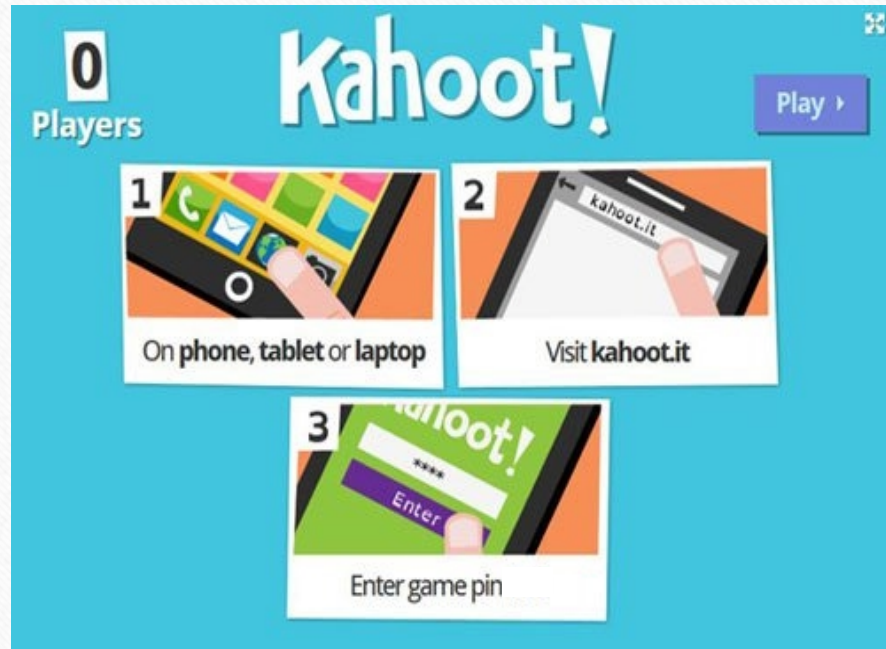 0
Players
Kahoot!
Play
1
kahoot.it
2
On phone, tablet or laptop
Visit kahoot.it
Kahoot!
3
****
Enter
Enter game pin